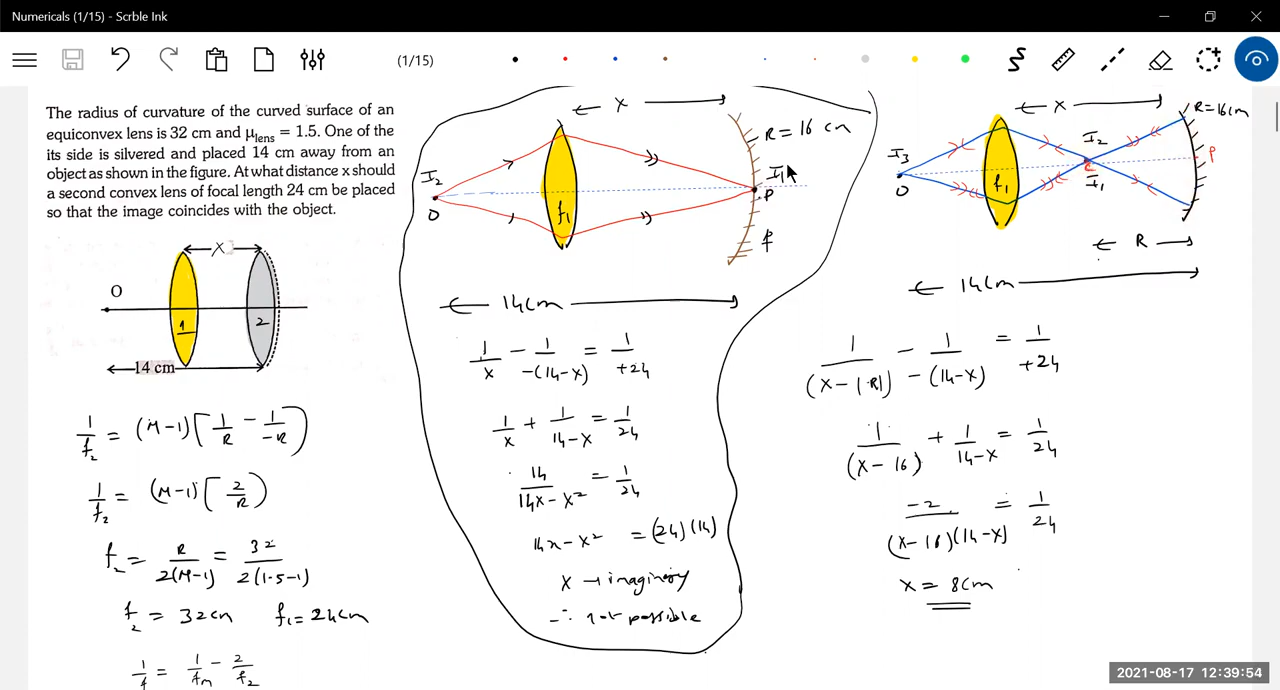 Numericals (1/15) - Scrble Ink
(1/15)
The radius of curvature of the curved surface of an
equiconvex lens is 32 cm and μlens = 1.5. One of the
its side is silvered and placed 14 cm away from an
object as shown in the figure. At what distance x should
a second convex lens of focal length 24 cm be placed
so that the image coincides with the object.
X
O
1
2
14 cm
1/f₂ = (μ-1)[1/R - 1/-R]
1/f₂ = (μ-1)[2/R]
f₂ = R/2(μ-1) = 32/2(1.5-1)
f₂ = 32cm f₁ = 24cm
1/f = 1/fm - 2/f₂
X
R = 16 cm
I₂
I₁
O
f₁
P
f
14cm
1/x - 1/-(14-x) = 1/+24
1/x + 1/14-x = 1/24
14/14x-x² = 1/24
14x-x² = (24)(14)
x → imaginary
∴ not possible
X
R=16cm
I₃
I₂
P
O
f₁
C
I₁
R
14cm
1/(x-|R|) - 1/-(14-x) = 1/+24
1/(x-16) + 1/14-x = 1/24
-2/(x-16)(14-x) = 1/24
x = 8cm
2021-08-17 12:39:54